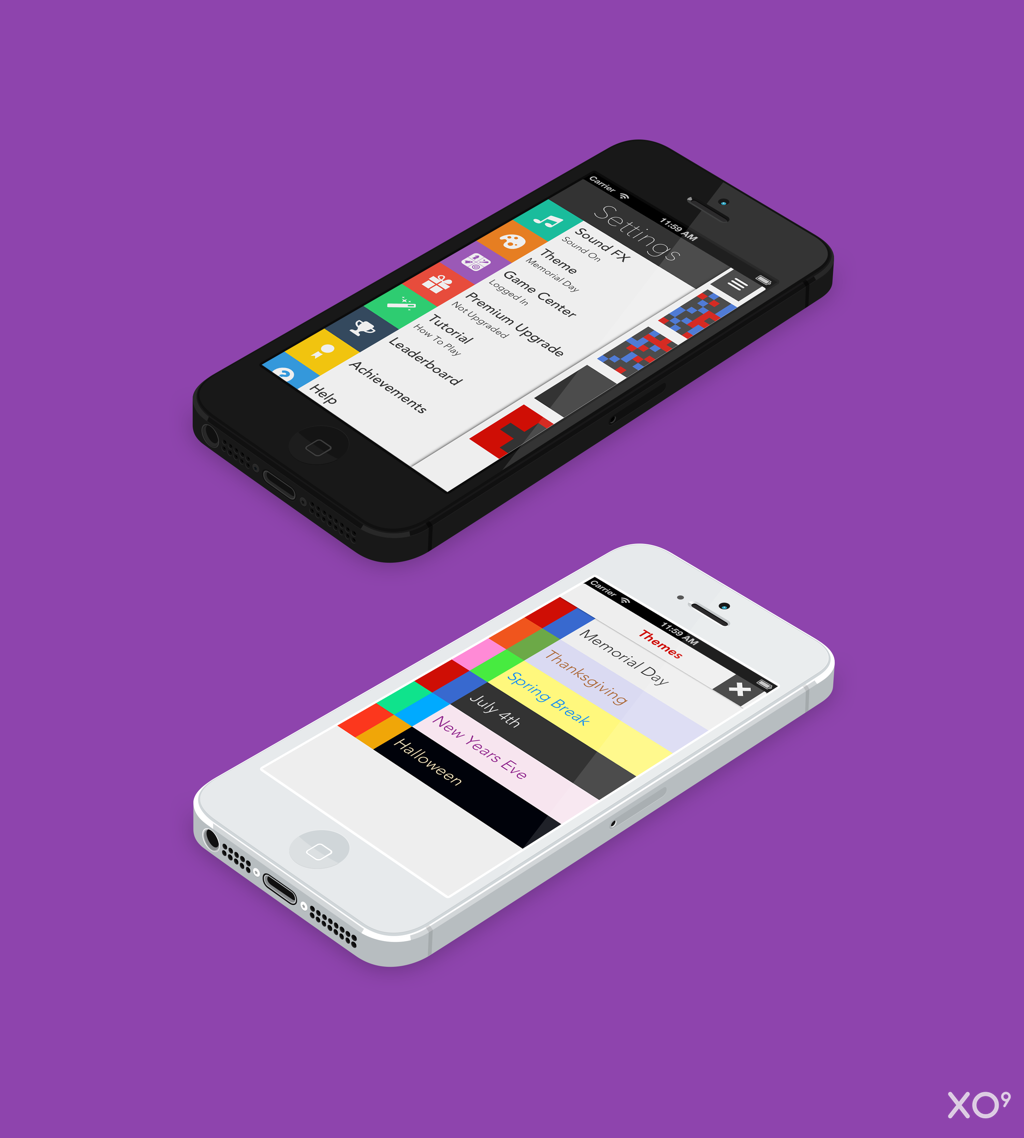 Carrier
11:59 AM
Settings
Sound FX
Sound On
Theme
Memorial Day
Game Center
Logged In
Premium Upgrade
Not Upgraded
Tutorial
How To Play
Leaderboard
Achievements
Help
Carrier
11:59 AM
Themes
Memorial Day
Thanksgiving
Spring Break
July 4th
New Years Eve
Halloween
XO⁹